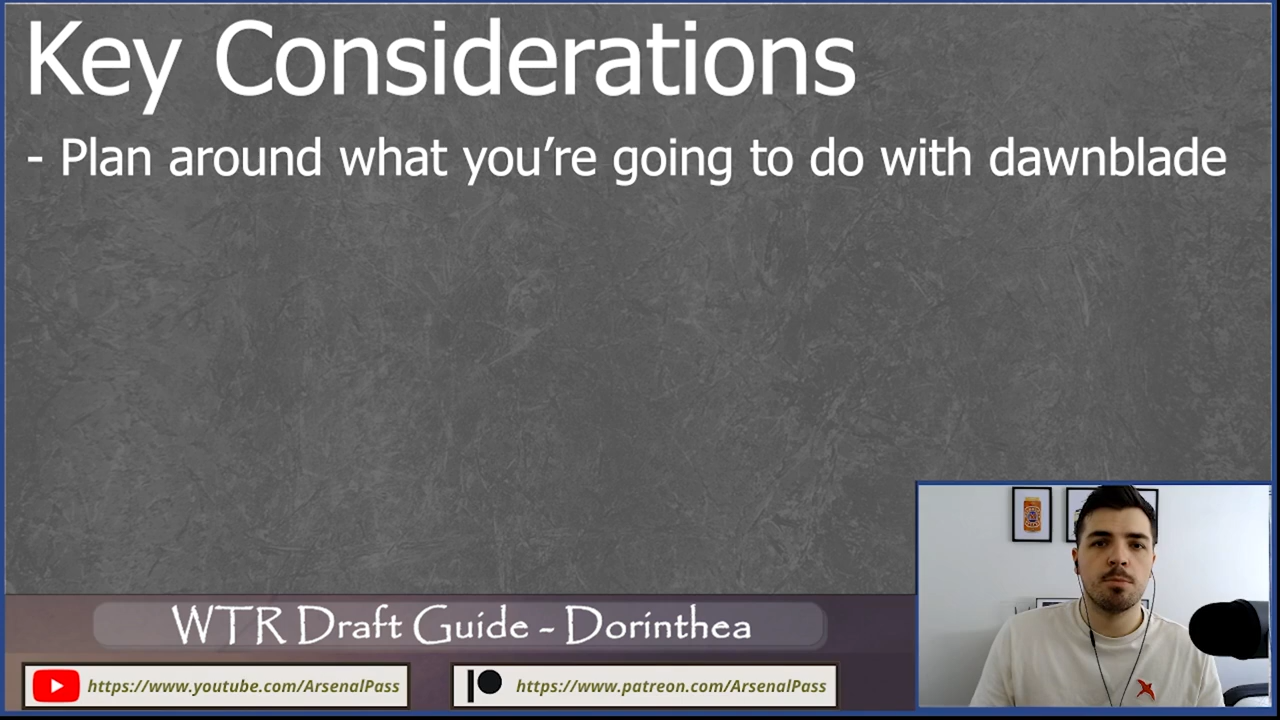 Key Considerations
- Plan around what you’re going to do with dawnblade
WTR Draft Guide - Dorinthea
https://www.youtube.com/ArsenalPass
https://www.patreon.com/ArsenalPass